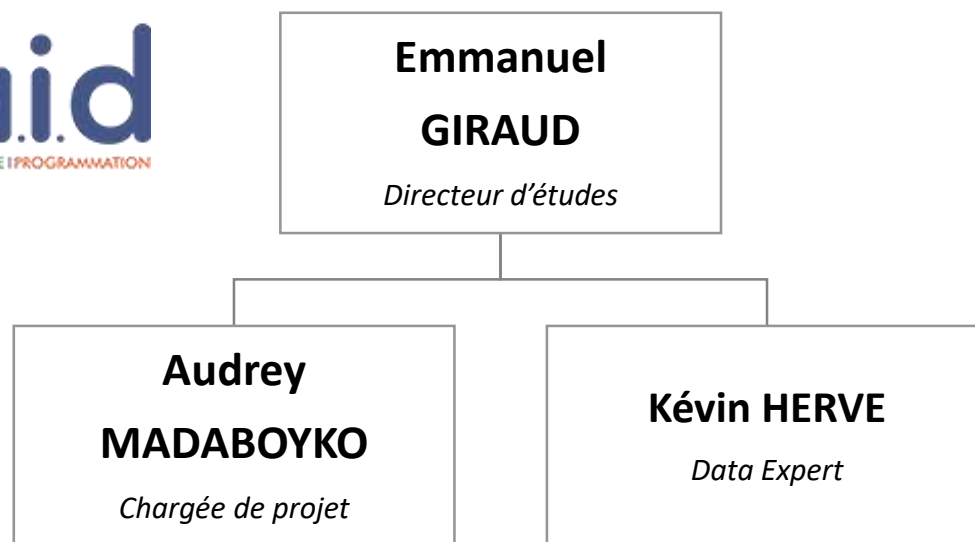 .i.d
PROGRAMMATION
Emmanuel
GIRAUD
Directeur d’études
Audrey
MADABOYKO
Chargée de projet
Kévin HERVE
Data Expert